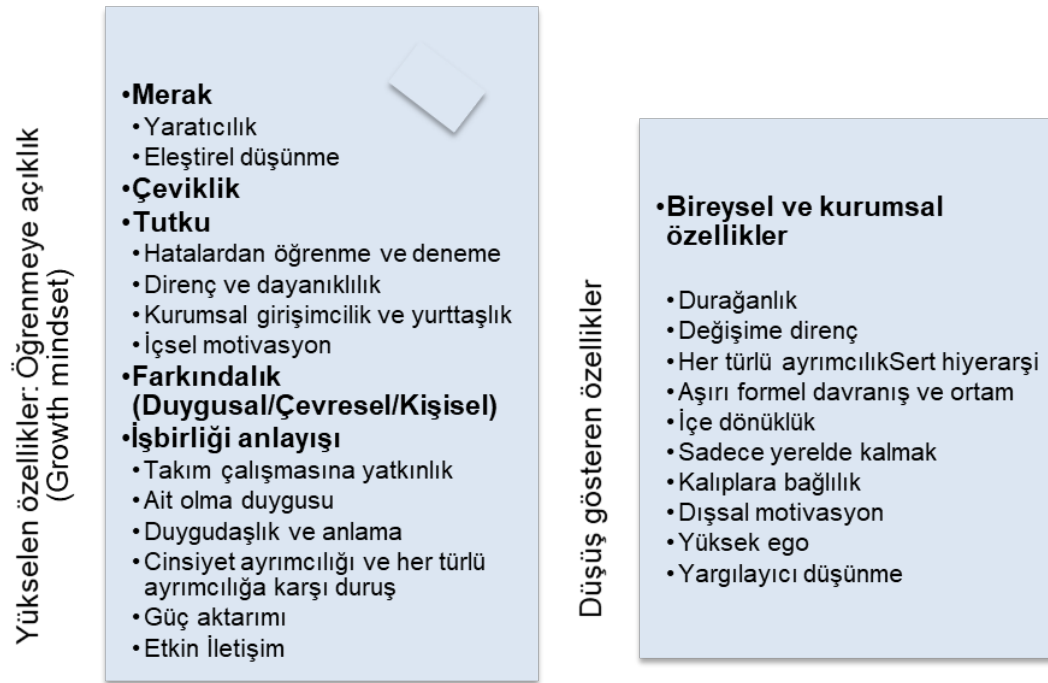 Yükselen özellikler: Öğrenmeye açıklık
(Growth mindset)
•Merak
•Yaratıcılık
•Eleştirel düşünme
•Çeviklik
•Tutku
•Hatalardan öğrenme ve deneme
•Direnç ve dayanıklılık
•Kurumsal girişimcilik ve yurttaşlık
•İçsel motivasyon
•Farkındalık
(Duygusal/Çevresel/Kişisel)
•İşbirliği anlayışı
•Takım çalışmasına yatkınlık
•Ait olma duygusu
•Duygudaşlık ve anlama
•Cinsiyet ayrımcılığı ve her türlü
ayrımcılığa karşı duruş
•Güç aktarımı
•Etkin İletişim
Düşüş gösteren özellikler
•Bireysel ve kurumsal
özellikler
•Durağanlık
•Değişime direnç
•Her türlü ayrımcılıkSert hiyerarşi
•Aşırı formel davranış ve ortam
•İçe dönüklük
•Sadece yerelde kalmak
•Kalıplara bağlılık
•Dışsal motivasyon
•Yüksek ego
•Yargılayıcı düşünme